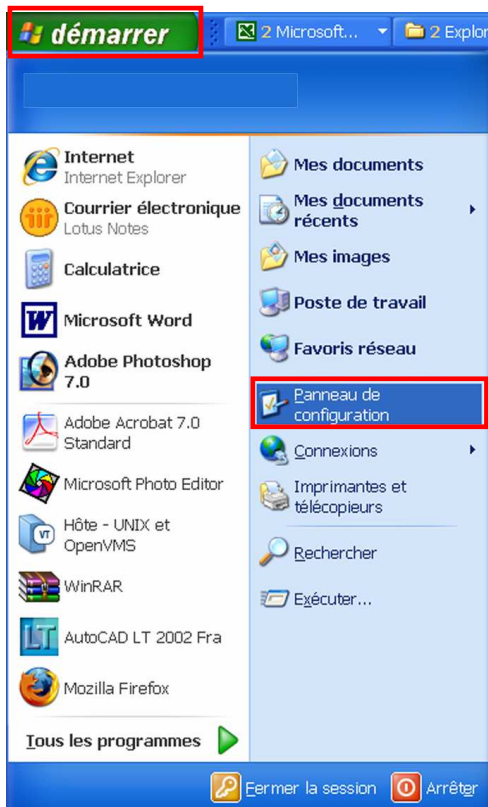 démarrer
2 Microsoft...
2 Explor
Internet
Internet Explorer
Courrier électronique
Lotus Notes
Calculatrice
Microsoft Word
Adobe Photoshop
7.0
Adobe Acrobat 7.0
Standard
Microsoft Photo Editor
Hôte - UNIX et
OpenVMS
WinRAR
AutoCAD LT 2002 Fra
Mozilla Firefox
Tous les programmes
Mes documents
Mes documents
récents
Mes images
Poste de travail
Favoris réseau
Panneau de
configuration
Connexions
Imprimantes et
télécopieurs
Rechercher
Exécuter...
Fermer la session
Arrêter